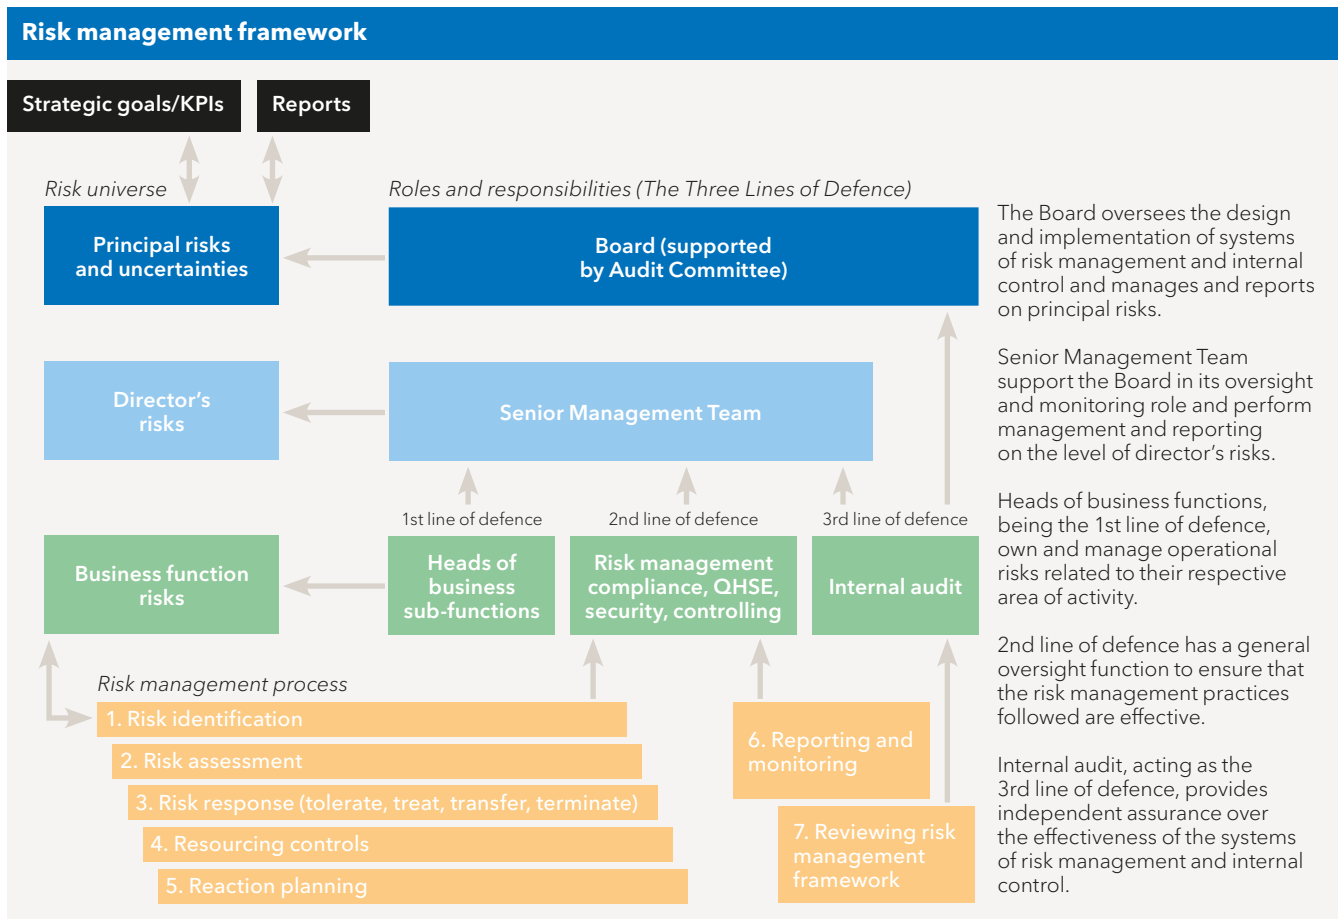 Risk management framework
Strategic goals/KPIs
Reports
Risk universe
Roles and responsibilities (The Three Lines of Defence)
Principal risks
and uncertainties
Board (supported
by Audit Committee)
The Board oversees the design
and implementation of systems
of risk management and internal
control and manages and reports
on principal risks.
Director's
risks
Senior Management Team
Senior Management Team
support the Board in its oversight
and monitoring role and perform
management and reporting
on the level of director's risks.
1st line of defence
2nd line of defence
3rd line of defence
Business function
risks
Heads of
business
sub-functions
Risk management
compliance, QHSE,
security, controlling
Internal audit
Heads of business functions,
being the 1st line of defence,
own and manage operational
risks related to their respective
area of activity.
2nd line of defence has a general
oversight function to ensure that
the risk management practices
followed are effective.
Risk management process
1. Risk identification
2. Risk assessment
3. Risk response (tolerate, treat, transfer, terminate)
4. Resourcing controls
5. Reaction planning
6. Reporting and
monitoring
7. Reviewing risk
management
framework
Internal audit, acting as the
3rd line of defence, provides
independent assurance over
the effectiveness of the systems
of risk management and internal
control.